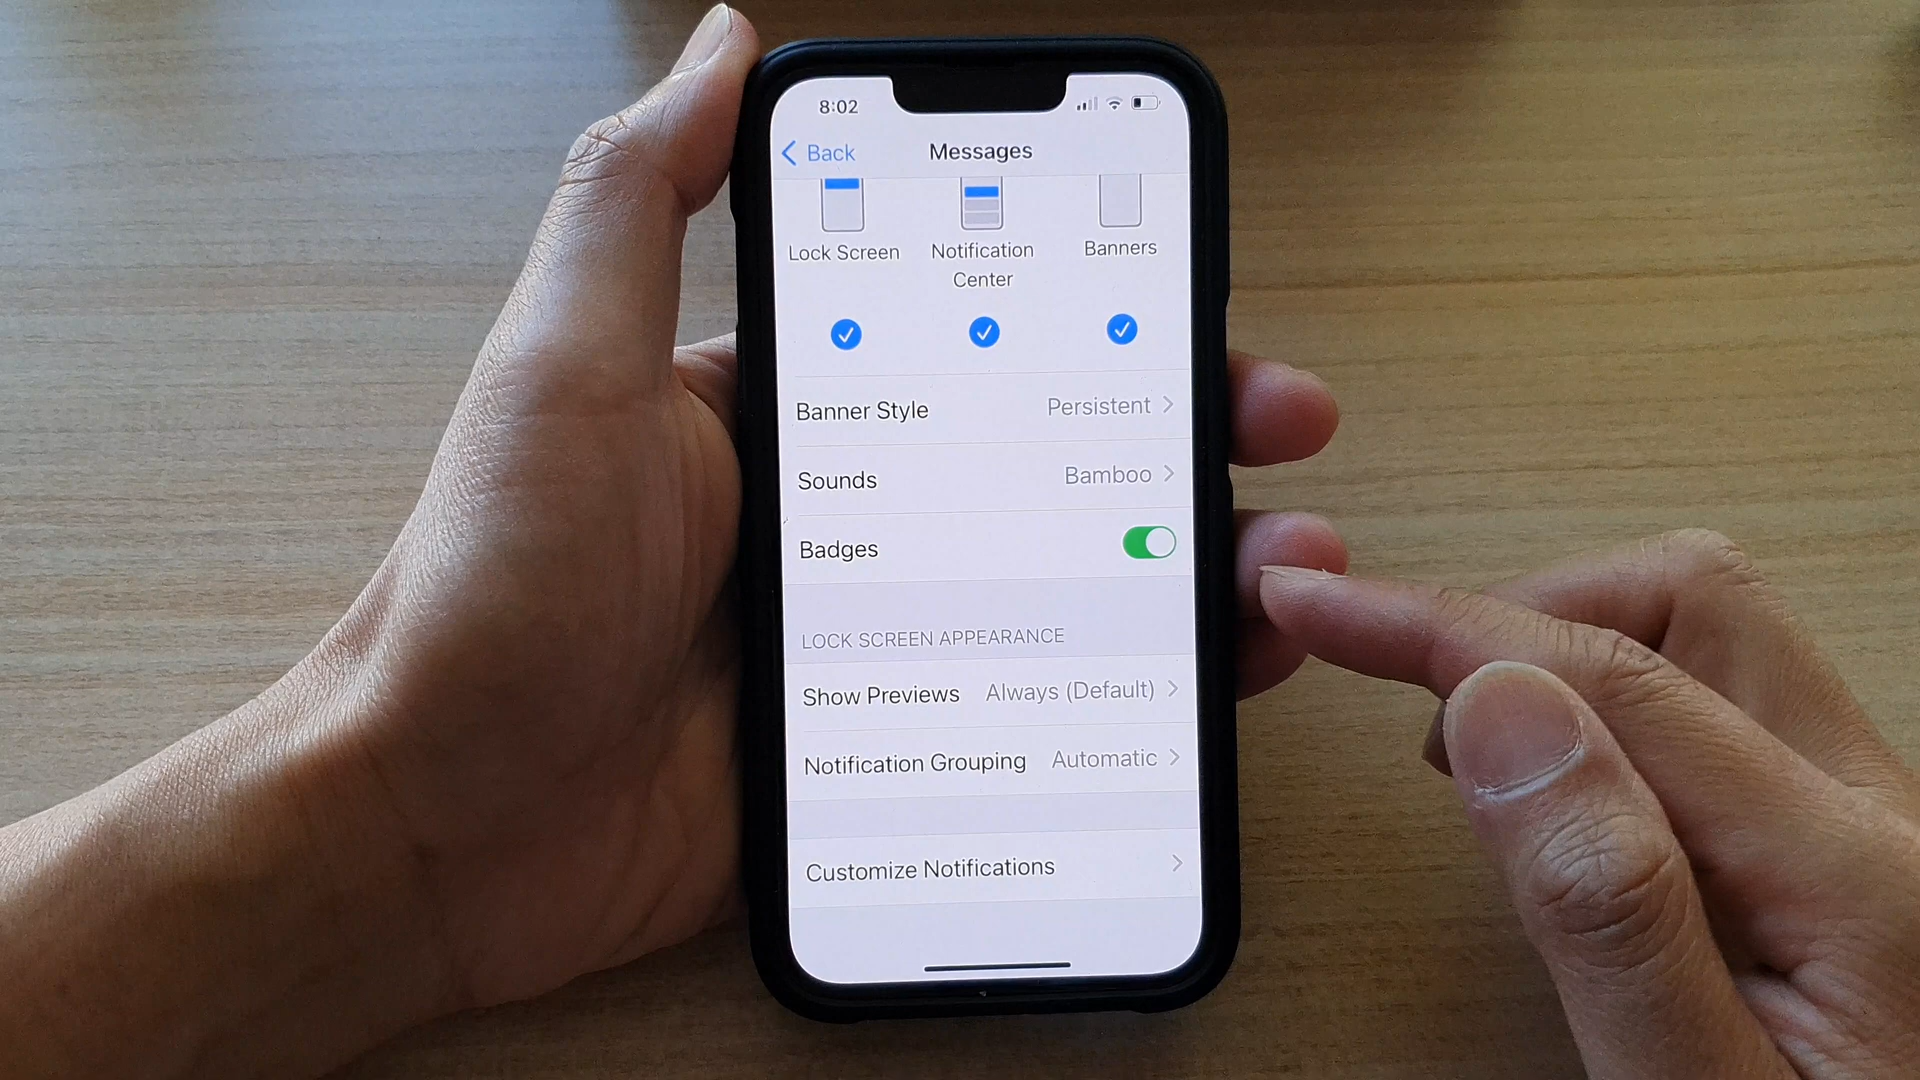 8:02
Back
Messages
Lock Screen
Notification
Center
Banners
Banner Style Persistent
Sounds Bamboo
Badges
LOCK SCREEN APPEARANCE
Show Previews Always (Default)
Notification Grouping Automatic
Customize Notifications